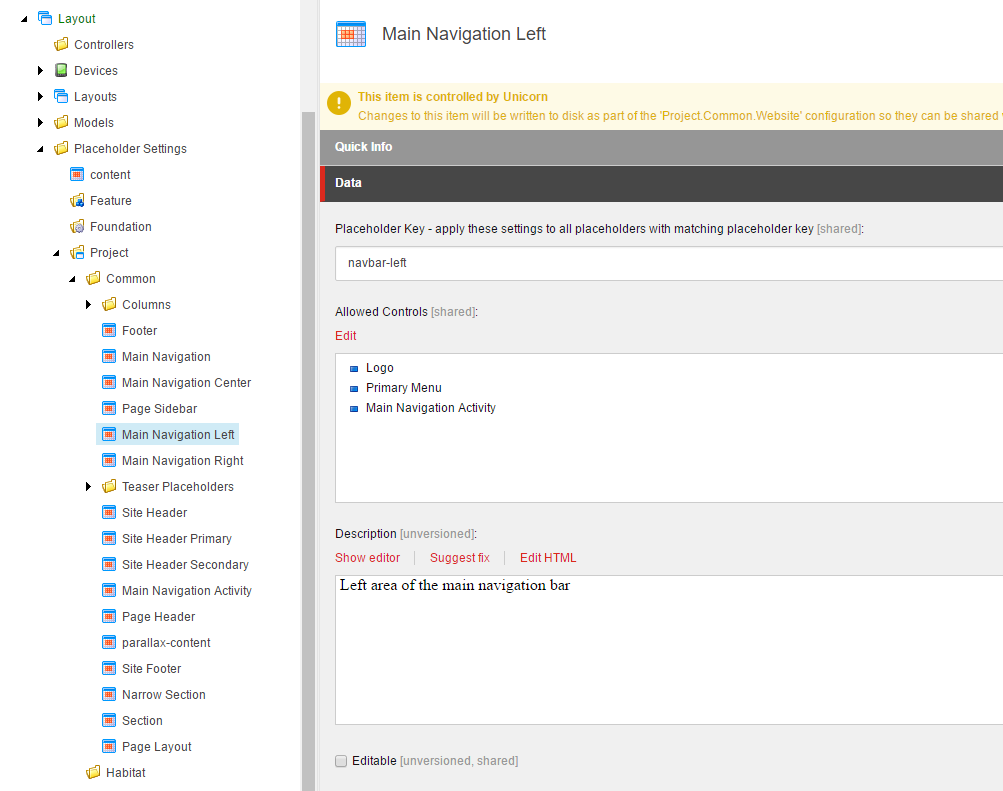 Layout
Controllers
Devices
Layouts
Models
Placeholder Settings
content
Feature
Foundation
Project
Common
Columns
Footer
Main Navigation
Main Navigation Center
Page Sidebar
Main Navigation Left
Main Navigation Right
Teaser Placeholders
Site Header
Site Header Primary
Site Header Secondary
Main Navigation Activity
Page Header
parallax-content
Site Footer
Narrow Section
Section
Page Layout
Habitat
Main Navigation Left
This item is controlled by Unicorn
Changes to this item will be written to disk as part of the 'Project.Common.Website' configuration so they can be shared
Quick Info
Data
Placeholder Key - apply these settings to all placeholders with matching placeholder key [shared]:
navbar-left
Allowed Controls [shared]:
Edit
Logo
Primary Menu
Main Navigation Activity
Description [unversioned]:
Show editor Suggest fix Edit HTML
Left area of the main navigation bar
Editable [unversioned, shared]